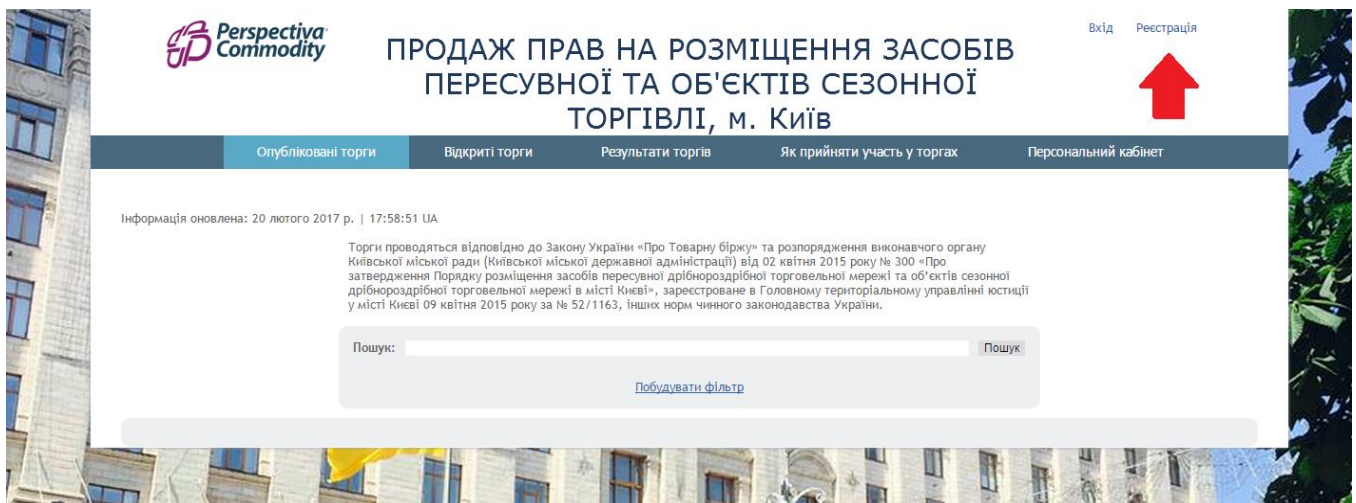 Perspectiva
Commodity
Вхід Реєстрація
ПРОДАЖ ПРАВ НА РОЗМІЩЕННЯ ЗАСОБІВ
ПЕРЕСУВНОЇ ТА ОБ'ЄКТІВ СЕЗОННОЇ
ТОРГІВЛІ, м. Київ
Опубліковані торги Відкриті торги Результати торгів Як прийняти участь у торгах Персональний кабінет
Інформація оновлена: 20 лютого 2017 р. | 17:58:51 UA
Торги проводяться відповідно до Закону України «Про Товарну біржу» та розпорядження виконавчого органу
Київської міської ради (Київської міської державної адміністрації) від 02 квітня 2015 року № 300 «Про
затвердження Порядку розміщення засобів пересувної дрібнороздрібної торговельної мережі та об’єктів сезонної
дрібнороздрібної торговельної мережі в місті Києві», зареєстроване в Головному територіальному управлінні юстиції
у місті Києві 09 квітня 2015 року за № 52/1163, інших норм чинного законодавства України.
Пошук: Пошук
Побудувати фільтр